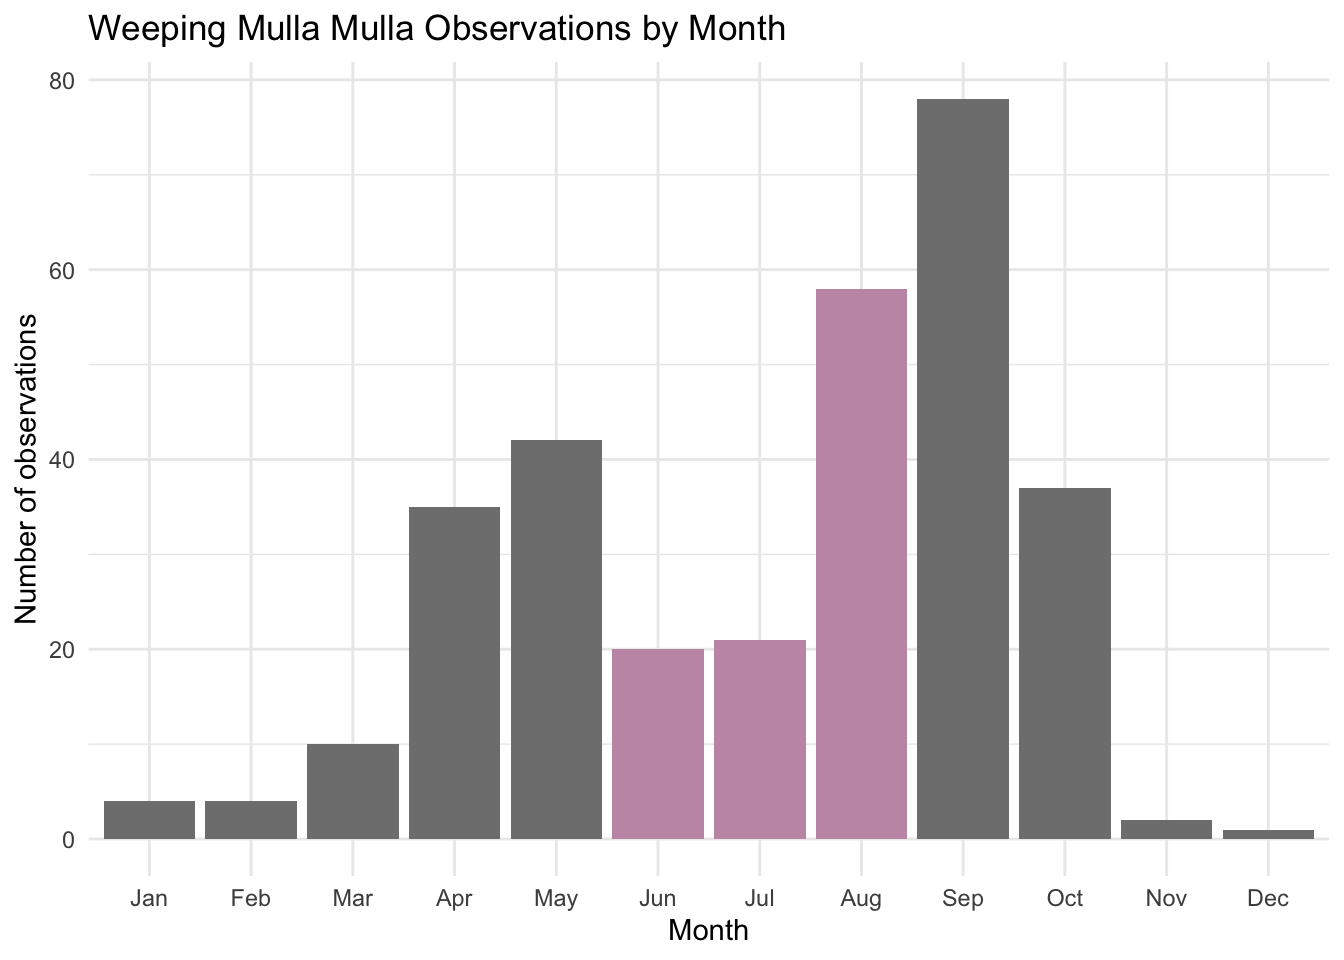 Weeping Mulla Mulla Observations by Month
80
60
40
20
0
Number of observations
Jan Feb Mar Apr May Jun Jul Aug Sep Oct Nov Dec
Month